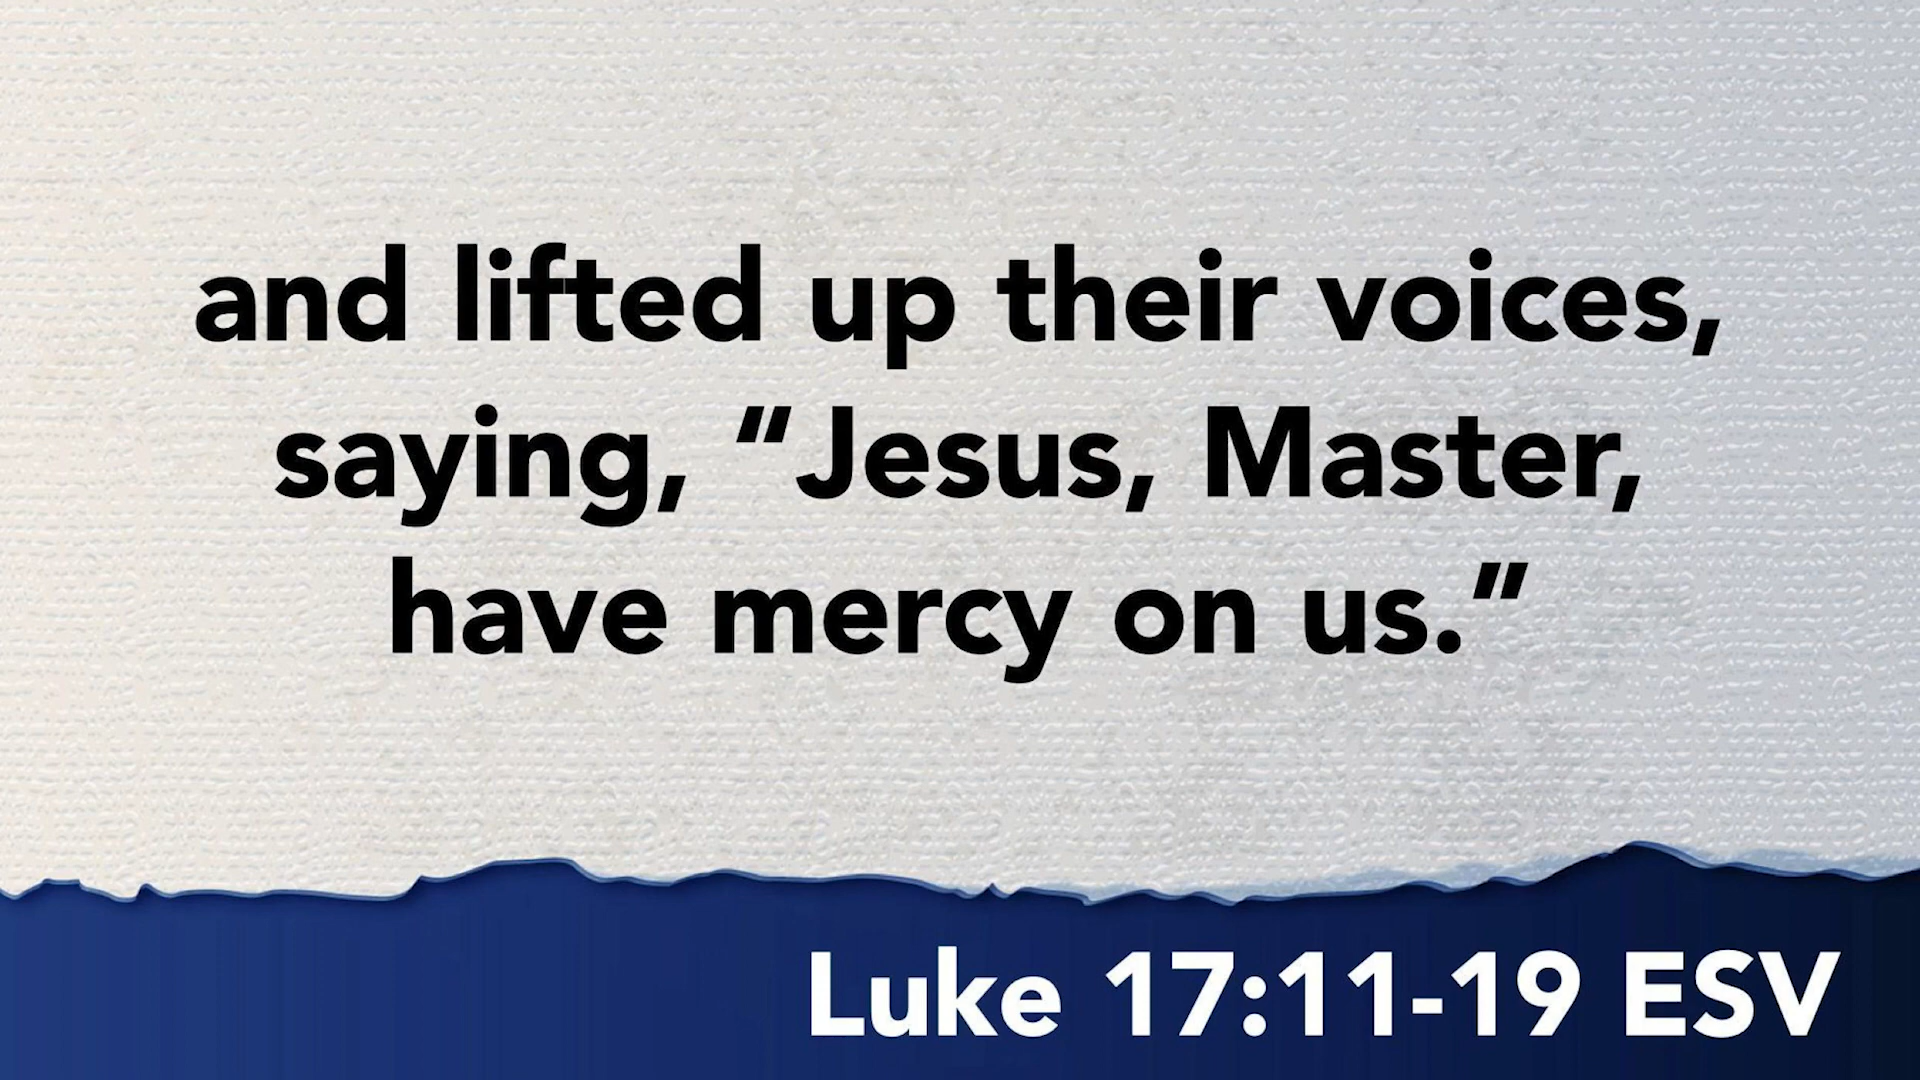 and lifted up their voices,
saying, “Jesus, Master,
have mercy on us.”
Luke 17:11-19 ESV